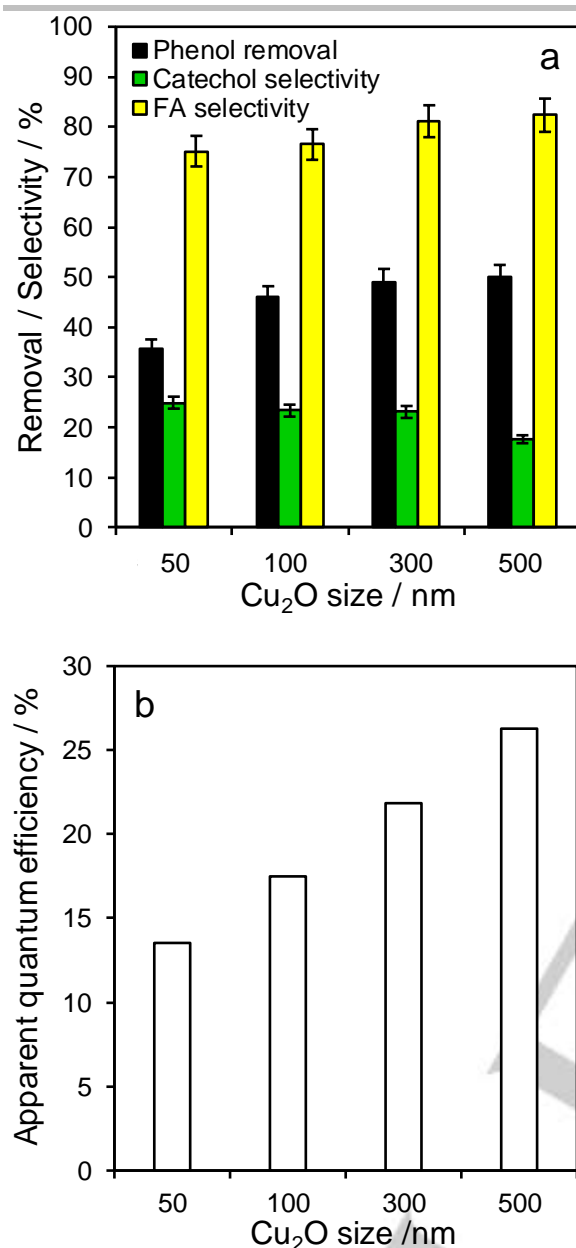 100
90
80
70
60
50
40
30
20
10
0
Removal / Selectivity / %
Phenol removal
Catechol selectivity
FA selectivity
a
50 100 300 500
Cu₂O size / nm
30
25
20
15
10
5
0
Apparent quantum efficiency / %
b
50 100 300 500
Cu₂O size /nm